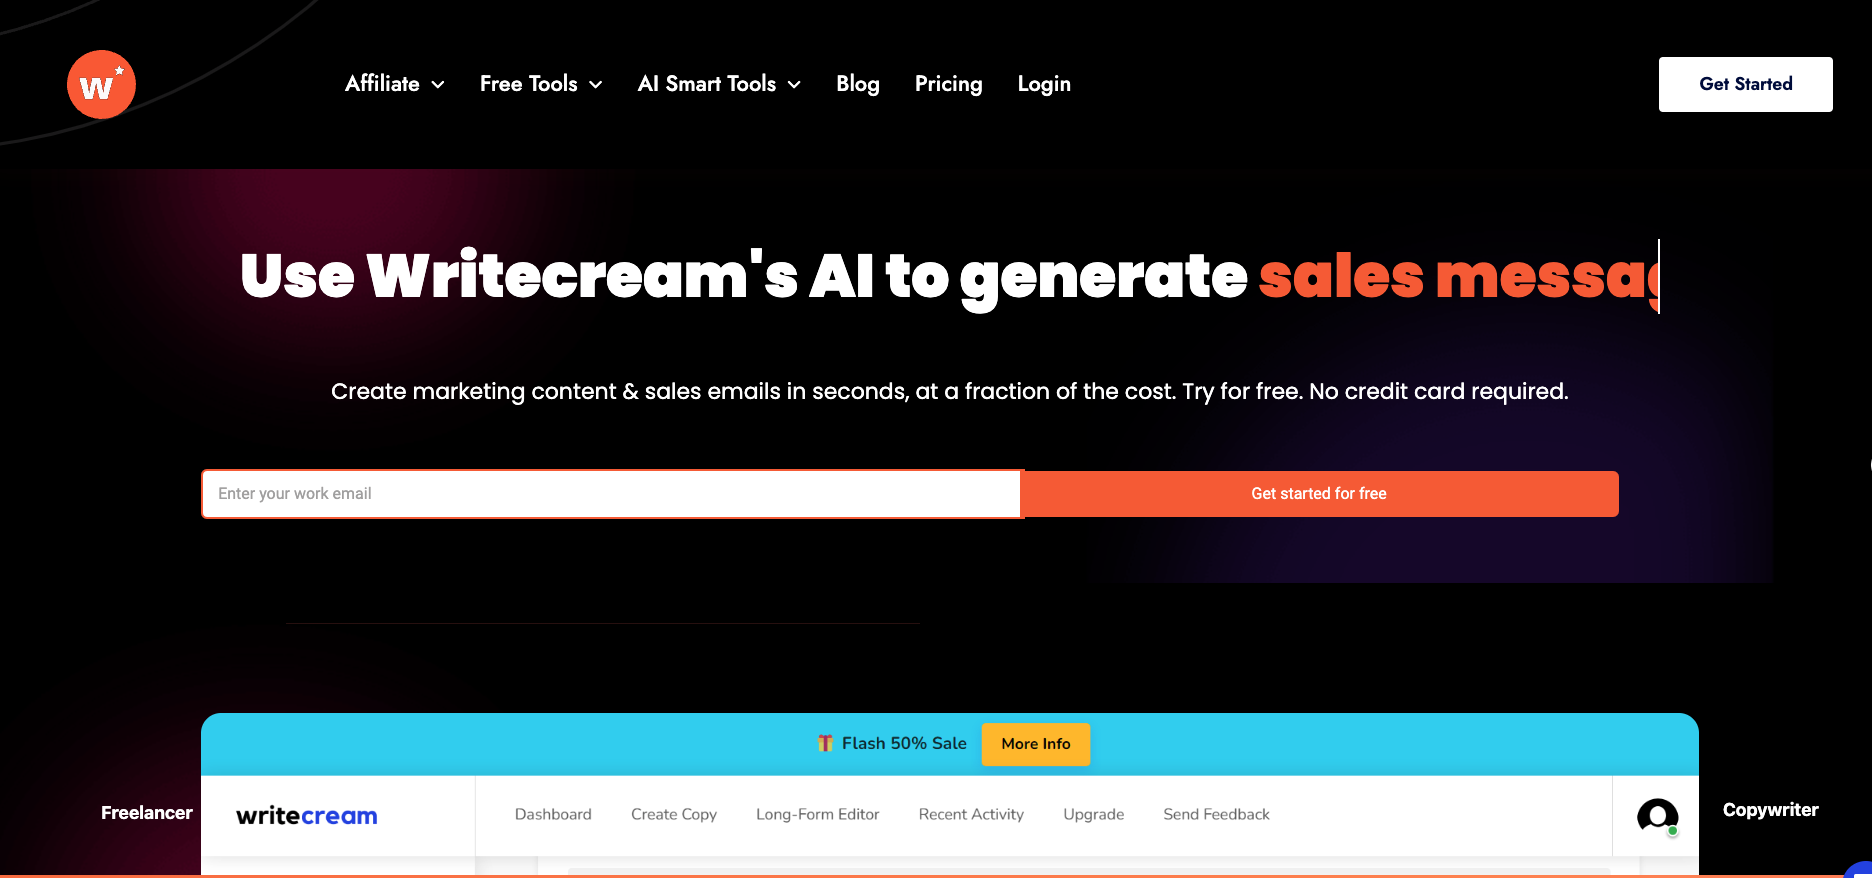 w
Affiliate Free Tools AI Smart Tools Blog Pricing Login
Get Started
Use Writecream's AI to generate sales messag
Create marketing content & sales emails in seconds, at a fraction of the cost. Try for free. No credit card required.
Enter your work email
Get started for free
Flash 50% Sale
More Info
Freelancer
writecream
Dashboard Create Copy Long-Form Editor Recent Activity Upgrade Send Feedback
Copywriter